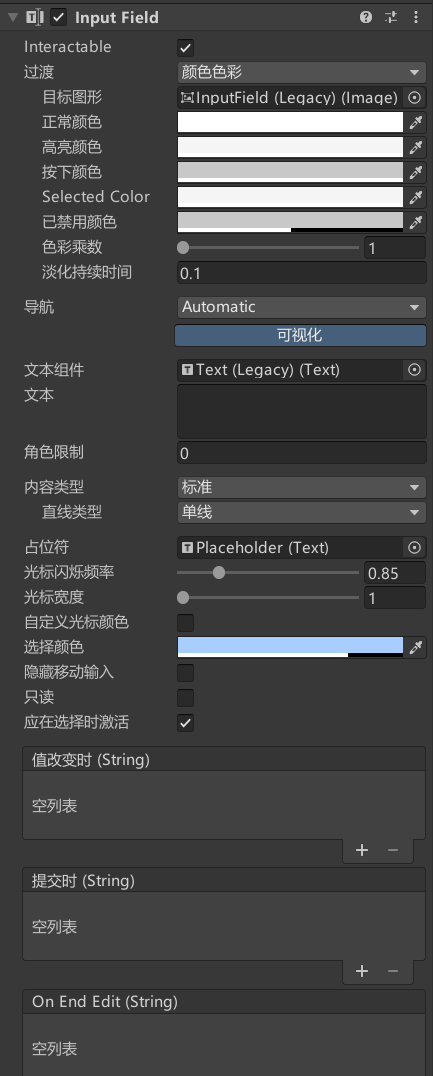 Input Field
Interactable
过渡 颜色色彩
目标图形 InputField (Legacy) (Image)
正常颜色
高亮颜色
按下颜色
Selected Color
已禁用颜色
色彩乘数 1
淡化持续时间 0.1
导航 Automatic
可视化
文本组件 Text (Legacy) (Text)
文本
角色限制 0
内容类型 标准
直线类型 单线
占位符 Placeholder (Text)
光标闪烁频率 0.85
光标宽度 1
自定义光标颜色
选择颜色
隐藏移动输入
只读
应在选择时激活
值改变时 (String)
空列表
提交时 (String)
空列表
On End Edit (String)
空列表